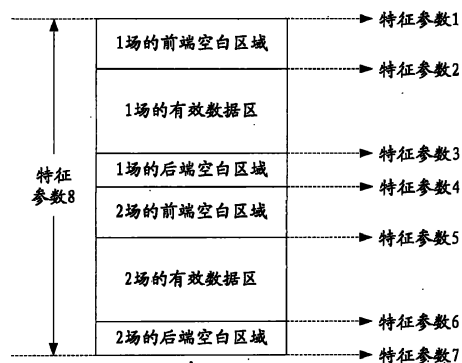 特征参数1
1场的前端空白区域
特征参数2
1场的有效数据区
特征参数3
1场的后端空白区域
特征参数4
2场的前端空白区域
特征参数5
2场的有效数据区
特征参数6
2场的后端空白区域
特征参数7
特征
参数8